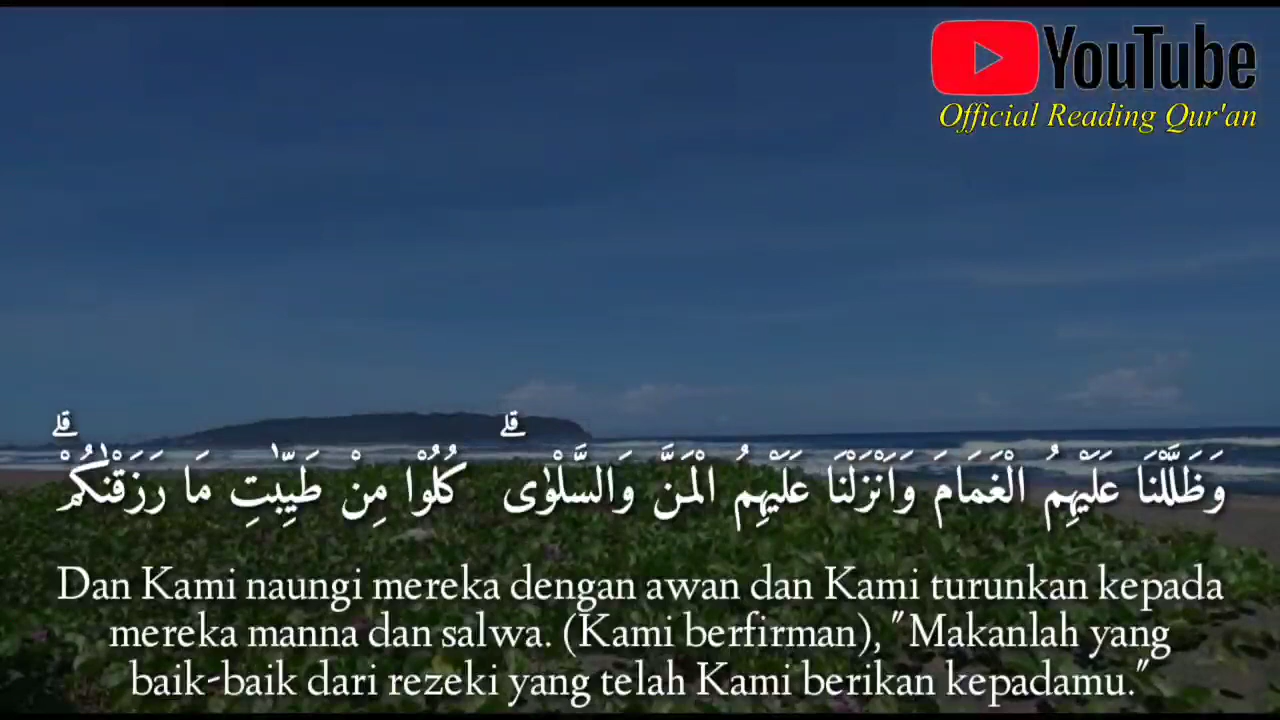 YouTube
Official Reading Qur'an
وَظَلَّلْنَا عَلَيْهِمُ الْغَمَامَ وَاَنْزَلْنَا عَلَيْهِمُ الْمَنَّ وَالسَّلْوٰىۗ كُلُوْا مِنْ طَيِّبٰتِ مَا رَزَقْنٰكُمْۗ
Dan Kami naungi mereka dengan awan dan Kami turunkan kepada
mereka manna dan salwa. (Kami berfirman), "Makanlah yang
baik-baik dari rezeki yang telah Kami berikan kepadamu."